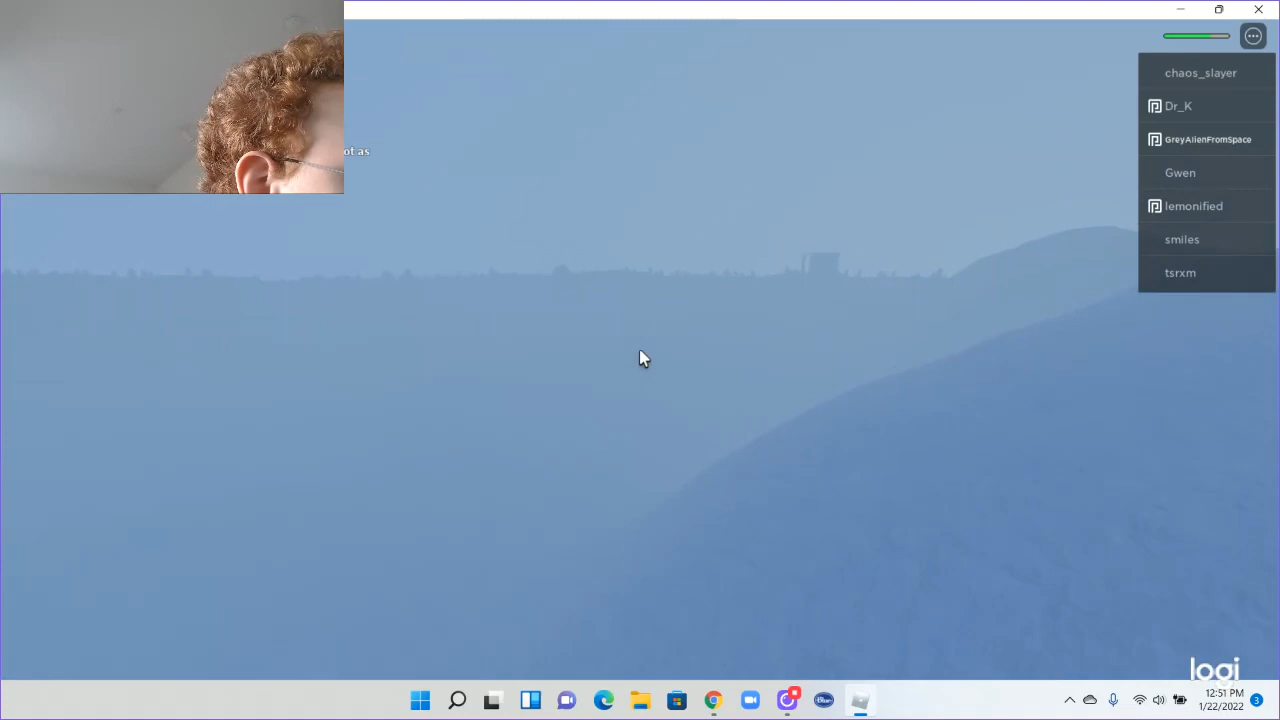 ot as
chaos_slayer
Dr_K
GreyAlienFromSpace
Gwen
lemonified
smiles
tsrxm
logi
12:51 PM
1/22/2022
3